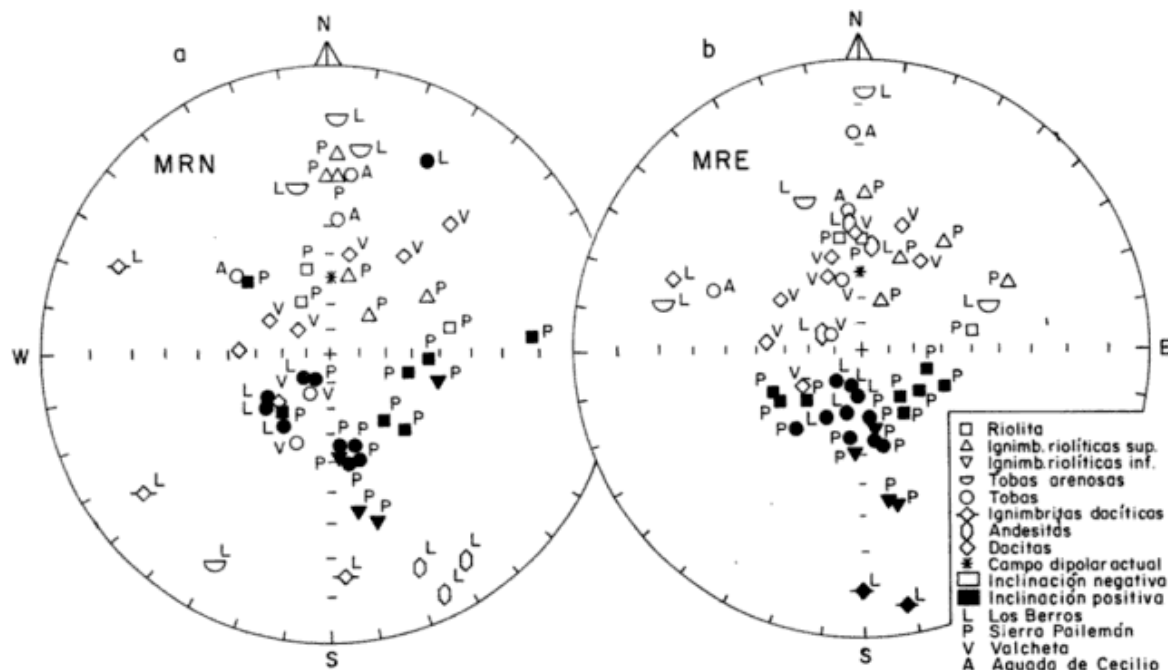 a
N
MRN
W
S
b
N
MRE
E
S
L
L
P
L
P
P
A
L
P
A
V
L
V
A
P
P
V
P
P
V
P
V
P
P
P
P
L
P
L
V
P
V
L
P
L
P
V
P
P
P
P
P
P
P
L
L
L
L
L
L
L
A
L
P
A
L
V
V
P
P
L
P
P
V
V
V
L
A
L
V
P
L
V
L
V
P
P
V
P
L
L
P
P
P
P
L
P
L
P
P
P
P
P
P
P
L
L
Riolita
Ignimb. riolíticas sup.
Ignimb. riolíticas inf.
Tobas arenosas
Tobas
Ignimbritas dacíticas
Andesitas
Dacitas
Campo dipolar actual
Inclinación negativa
Inclinación positiva
L Los Berros
P Sierra Pailemán
V Valcheta
A Aguada de Cecilio